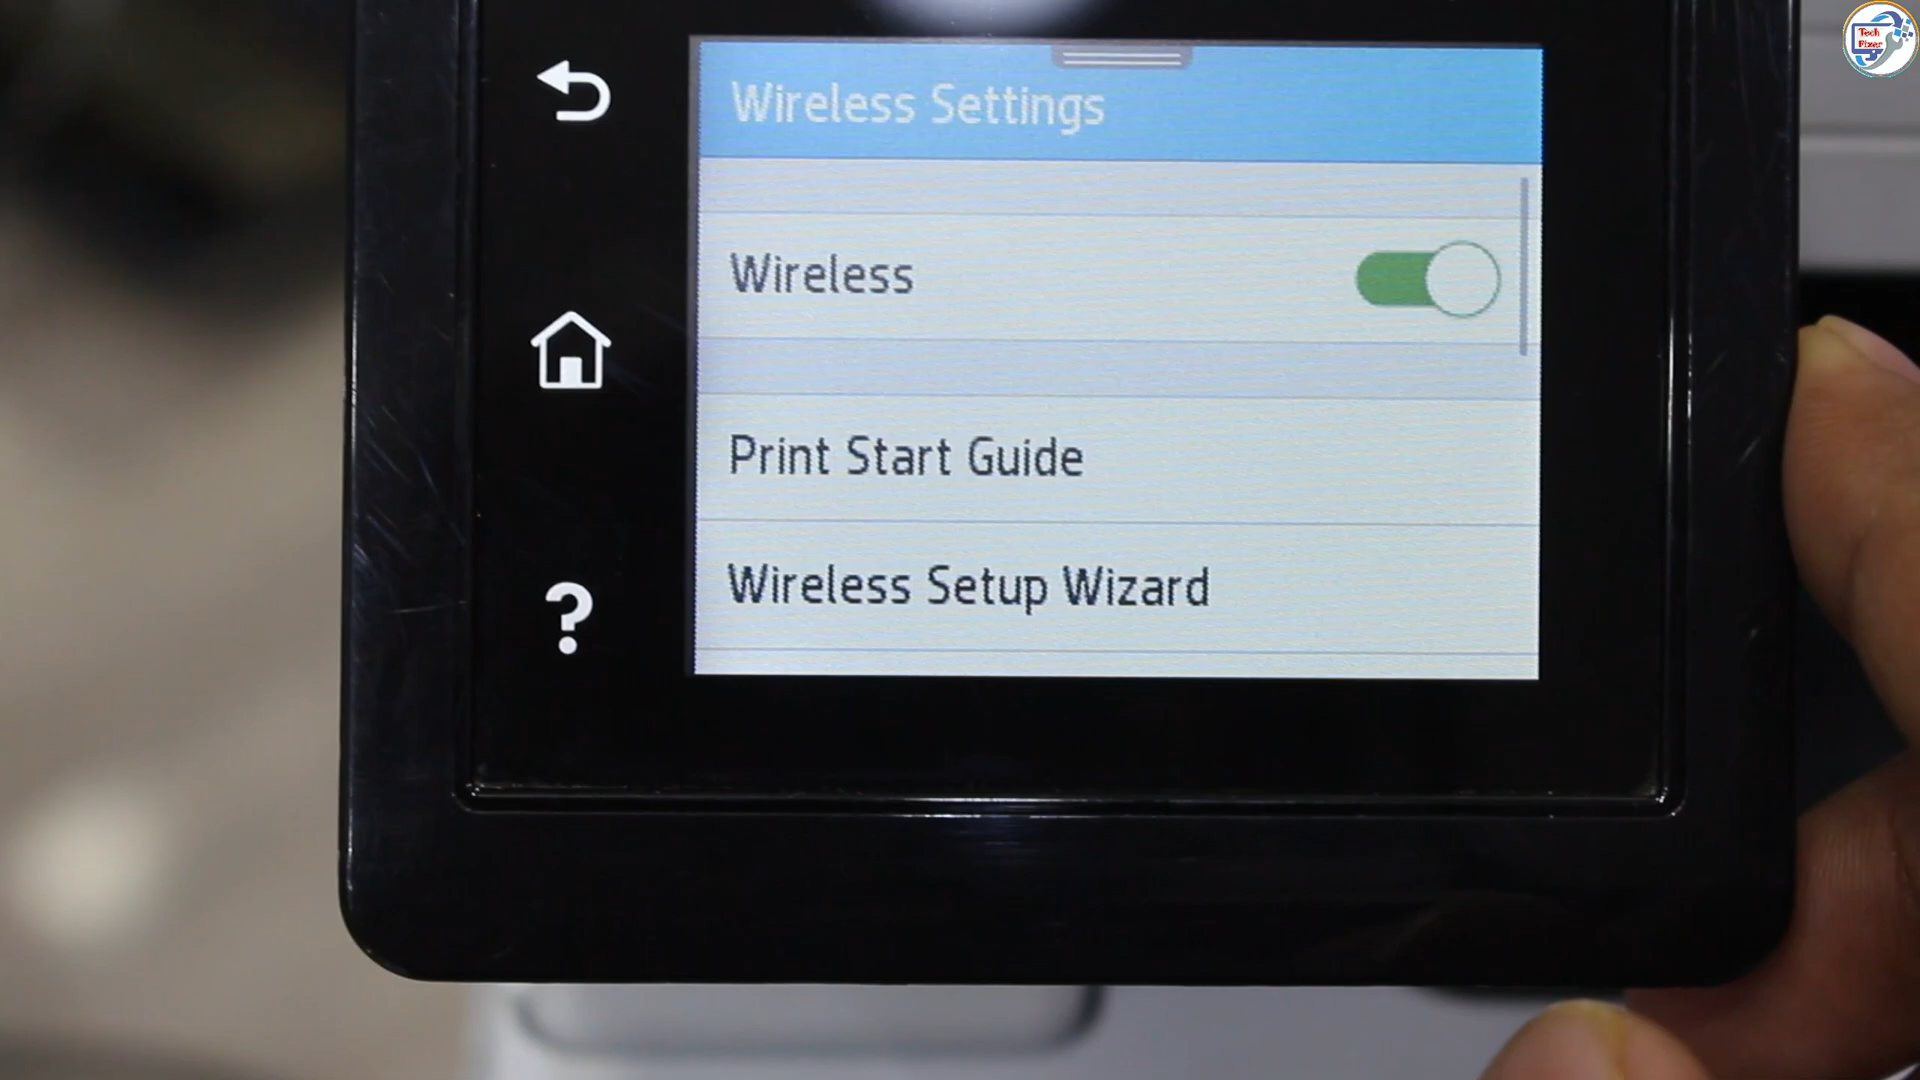 Tech
Fixer
Wireless Settings
Wireless
Print Start Guide
Wireless Setup Wizard
?